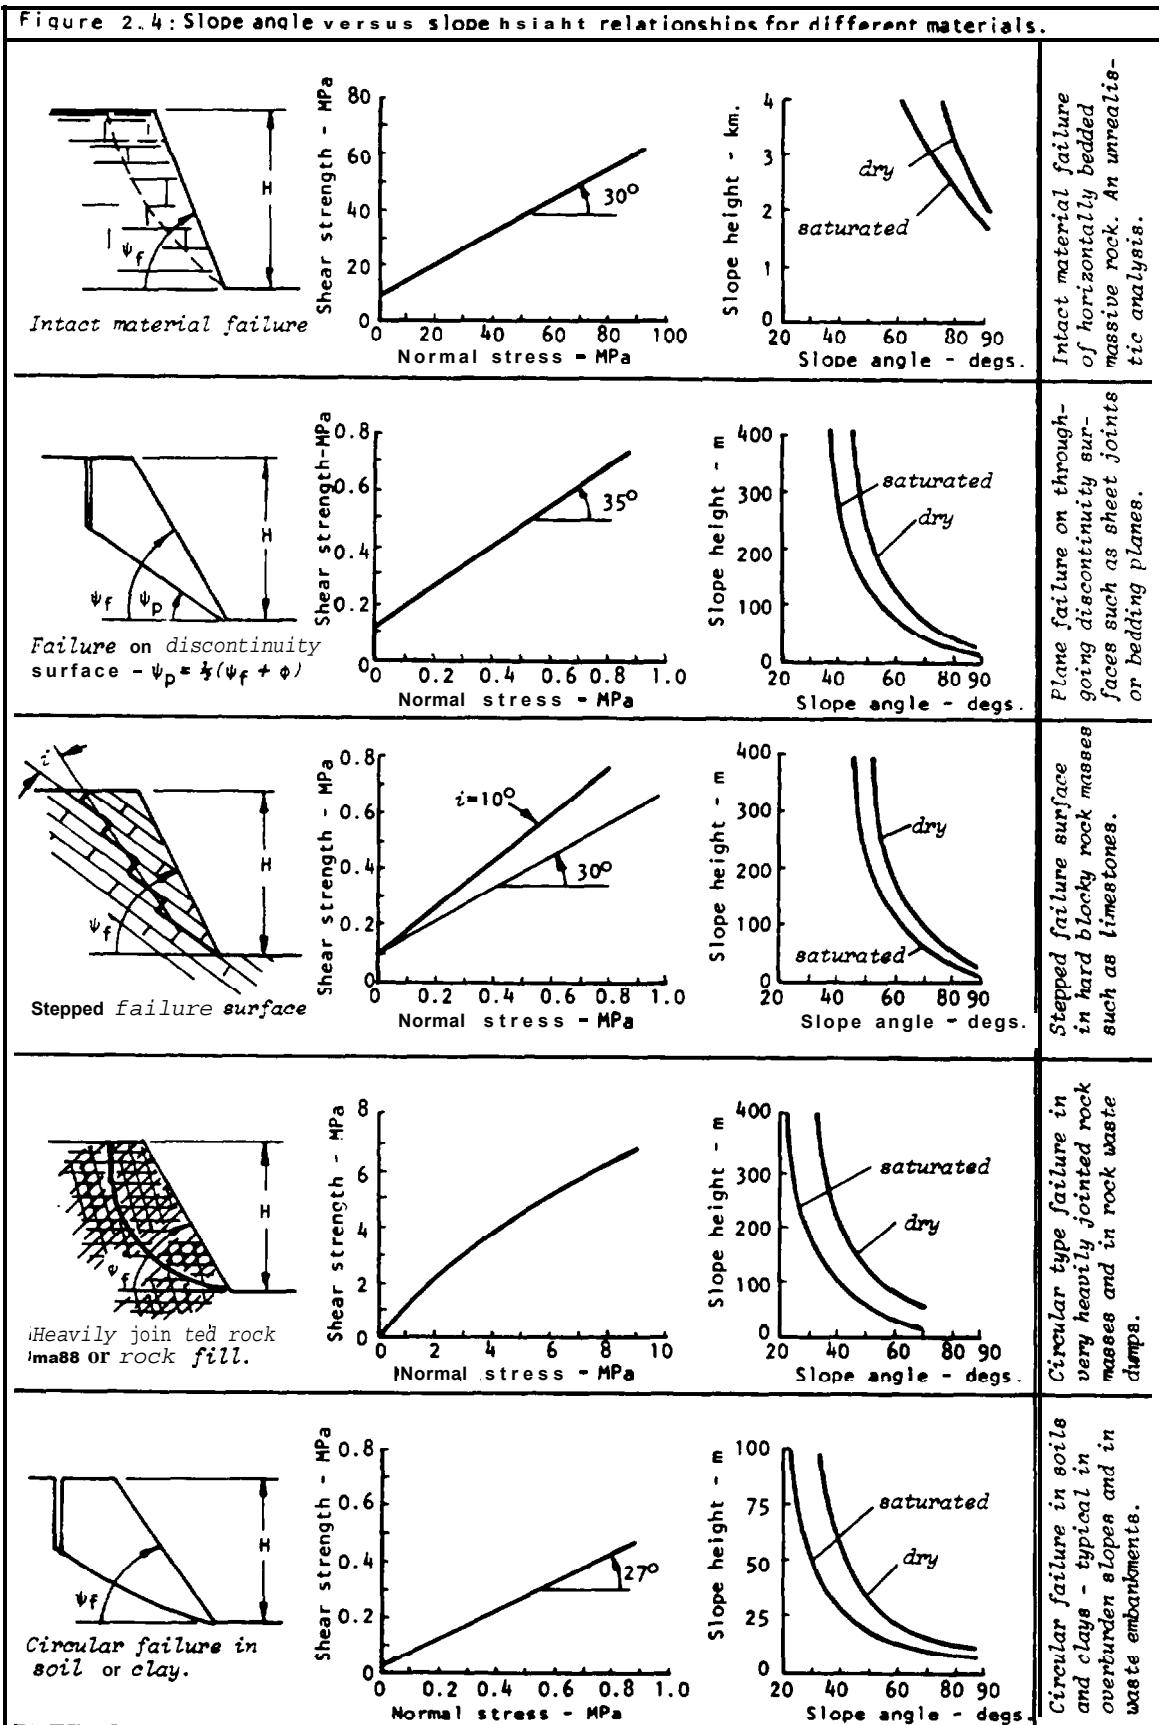 Figure 2.4: Slope angle versus slope hsiaht relationships for different materials.
80
60
40
20
0
Shear strength - MPa
30°
0 20 40 60 80 100
Normal stress - MPa
H
ψf
Intact material failure
4
3
2
1
0
Slope height - km.
dry
saturated
20 40 60 80 90
Slope angle - degs.
Intact material failure
of horizontally bedded
massive rock. An unrealis-
tic analysis.
H
ψf ψp
Failure on discontinuity
surface - ψp = ½(ψf + φ)
0.8
0.6
0.4
0.2
0
Shear strength-MPa
35°
0 0.2 0.4 0.6 0.8 1.0
Normal stress - MPa
400
300
200
100
0
Slope height - m
saturated
dry
20 40 60 80 90
Slope angle - degs.
Plane failure on through-
going discontinuity sur-
faces such as sheet joints
or bedding planes.
i
H
ψf
Stepped failure surface
0.8
0.6
0.4
0.2
0
Shear strength - MPa
i=10°
30°
0 0.2 0.4 0.6 0.8 1.0
Normal stress - MPa
400
300
200
100
0
Slope height - m
dry
saturated
20 40 60 80 90
Slope angle - degs.
Stepped failure surface
in hard blocky rock masses
such as limestones.
H
ψf
Heavily join ted rock
ma88 or rock fill.
8
6
4
2
0
Shear strength - MPa
0 2 4 6 8 10
Normal stress - MPa
400
300
200
100
0
Slope height - m
saturated
dry
20 40 60 80 90
Slope angle - degs.
Circular type failure in
very heavily jointed rock
masses and in rock waste
dumps.
H
ψf
Circular failure in
soil or clay.
0.8
0.6
0.4
0.2
0
Shear strength - MPa
27°
0 0.2 0.4 0.6 0.8 1.0
Normal stress - MPa
100
75
50
25
0
Slope height - m
saturated
dry
20 40 60 80 90
Slope angle - degs.
Circular failure in soils
and clays - typical in
overburden slopes and in
waste embankments.